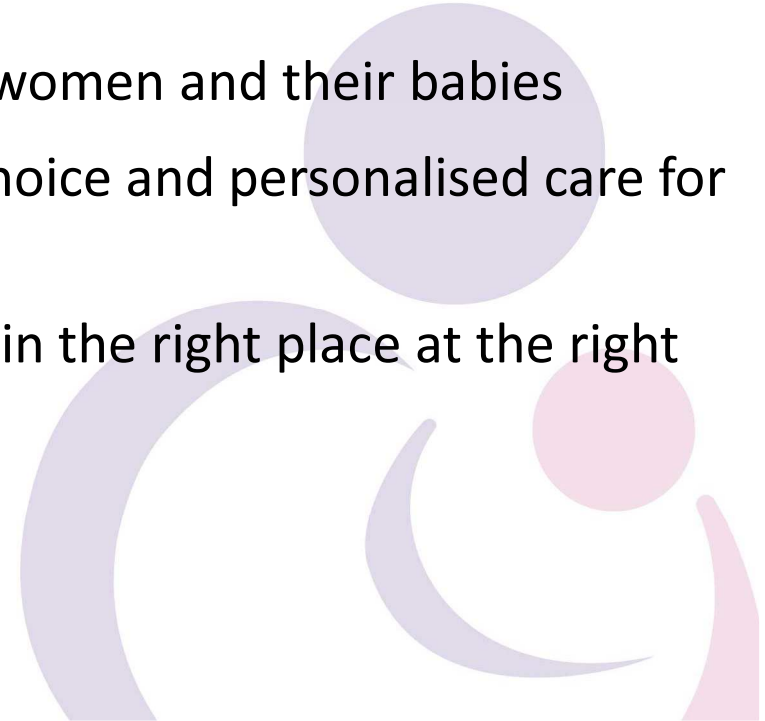 women and their babies
hoice and personalised care for
in the right place at the right